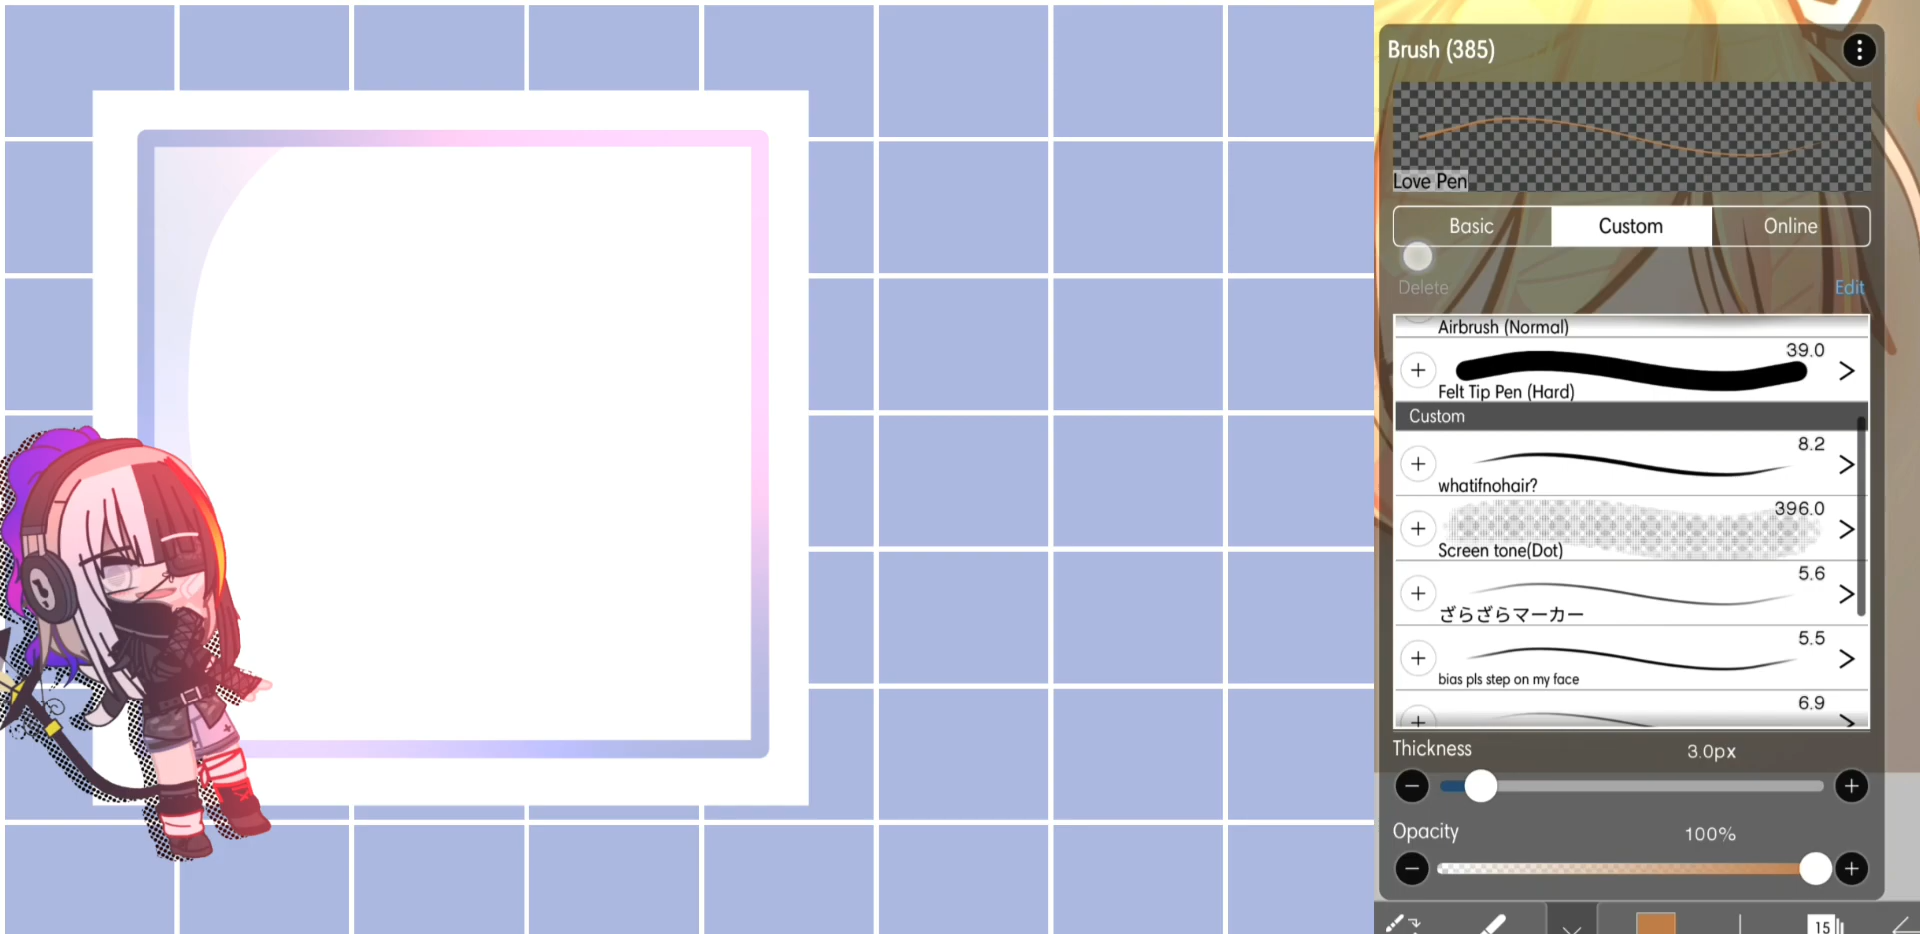 Brush (385)
Love Pen
Basic
Custom
Online
Delete
Edit
Airbrush (Normal)
39.0
Felt Tip Pen (Hard)
Custom
8.2
whatifnohair?
396.0
Screen tone(Dot)
5.6
ざらざらマーカー
5.5
bias pls step on my face
6.9
Thickness
3.0px
Opacity
100%
15